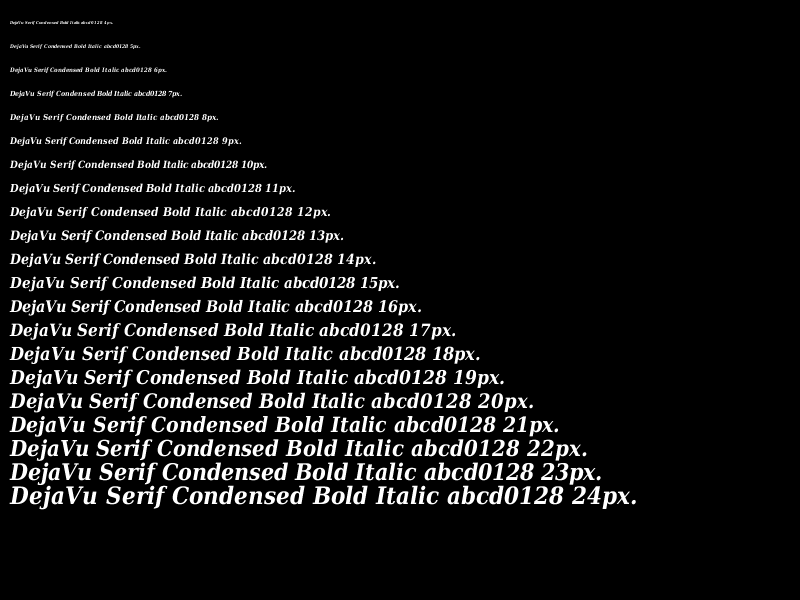 DejaVu Serif Condensed Bold Italic abcd0128 4px.
DejaVu Serif Condensed Bold Italic abcd0128 5px.
DejaVu Serif Condensed Bold Italic abcd0128 6px.
DejaVu Serif Condensed Bold Italic abcd0128 7px.
DejaVu Serif Condensed Bold Italic abcd0128 8px.
DejaVu Serif Condensed Bold Italic abcd0128 9px.
DejaVu Serif Condensed Bold Italic abcd0128 10px.
DejaVu Serif Condensed Bold Italic abcd0128 11px.
DejaVu Serif Condensed Bold Italic abcd0128 12px.
DejaVu Serif Condensed Bold Italic abcd0128 13px.
DejaVu Serif Condensed Bold Italic abcd0128 14px.
DejaVu Serif Condensed Bold Italic abcd0128 15px.
DejaVu Serif Condensed Bold Italic abcd0128 16px.
DejaVu Serif Condensed Bold Italic abcd0128 17px.
DejaVu Serif Condensed Bold Italic abcd0128 18px.
DejaVu Serif Condensed Bold Italic abcd0128 19px.
DejaVu Serif Condensed Bold Italic abcd0128 20px.
DejaVu Serif Condensed Bold Italic abcd0128 21px.
DejaVu Serif Condensed Bold Italic abcd0128 22px.
DejaVu Serif Condensed Bold Italic abcd0128 23px.
DejaVu Serif Condensed Bold Italic abcd0128 24px.